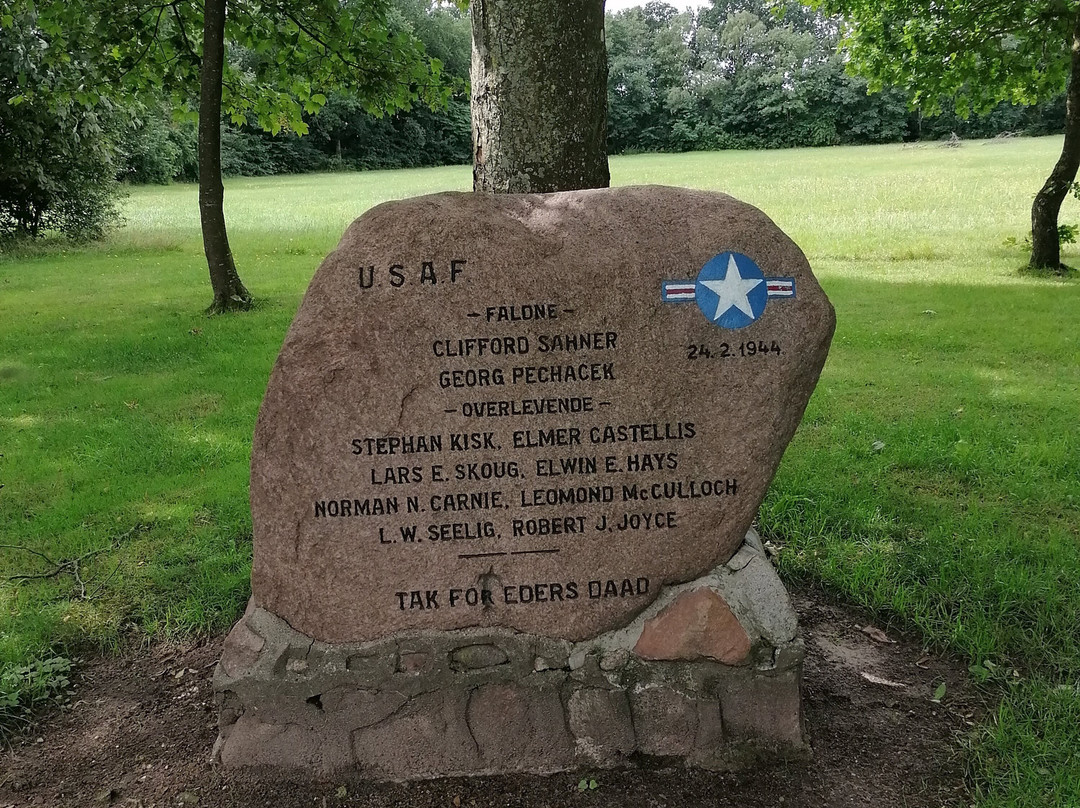 U.S.A.F
- FALDNE -
CLIFFORD SAHNER
GEORG PECHACEK
- OVERLEVENDE -
STEPHAN KISK. ELMER CASTELLIS
LARS E. SKOUG. ELWIN E. HAYS
NORMAN N. CARNIE. LEOMOND McCULLOCH
L.W. SEELIG. ROBERT J. JOYCE
TAK FOR EDERS DAAD
24. 2. 1944